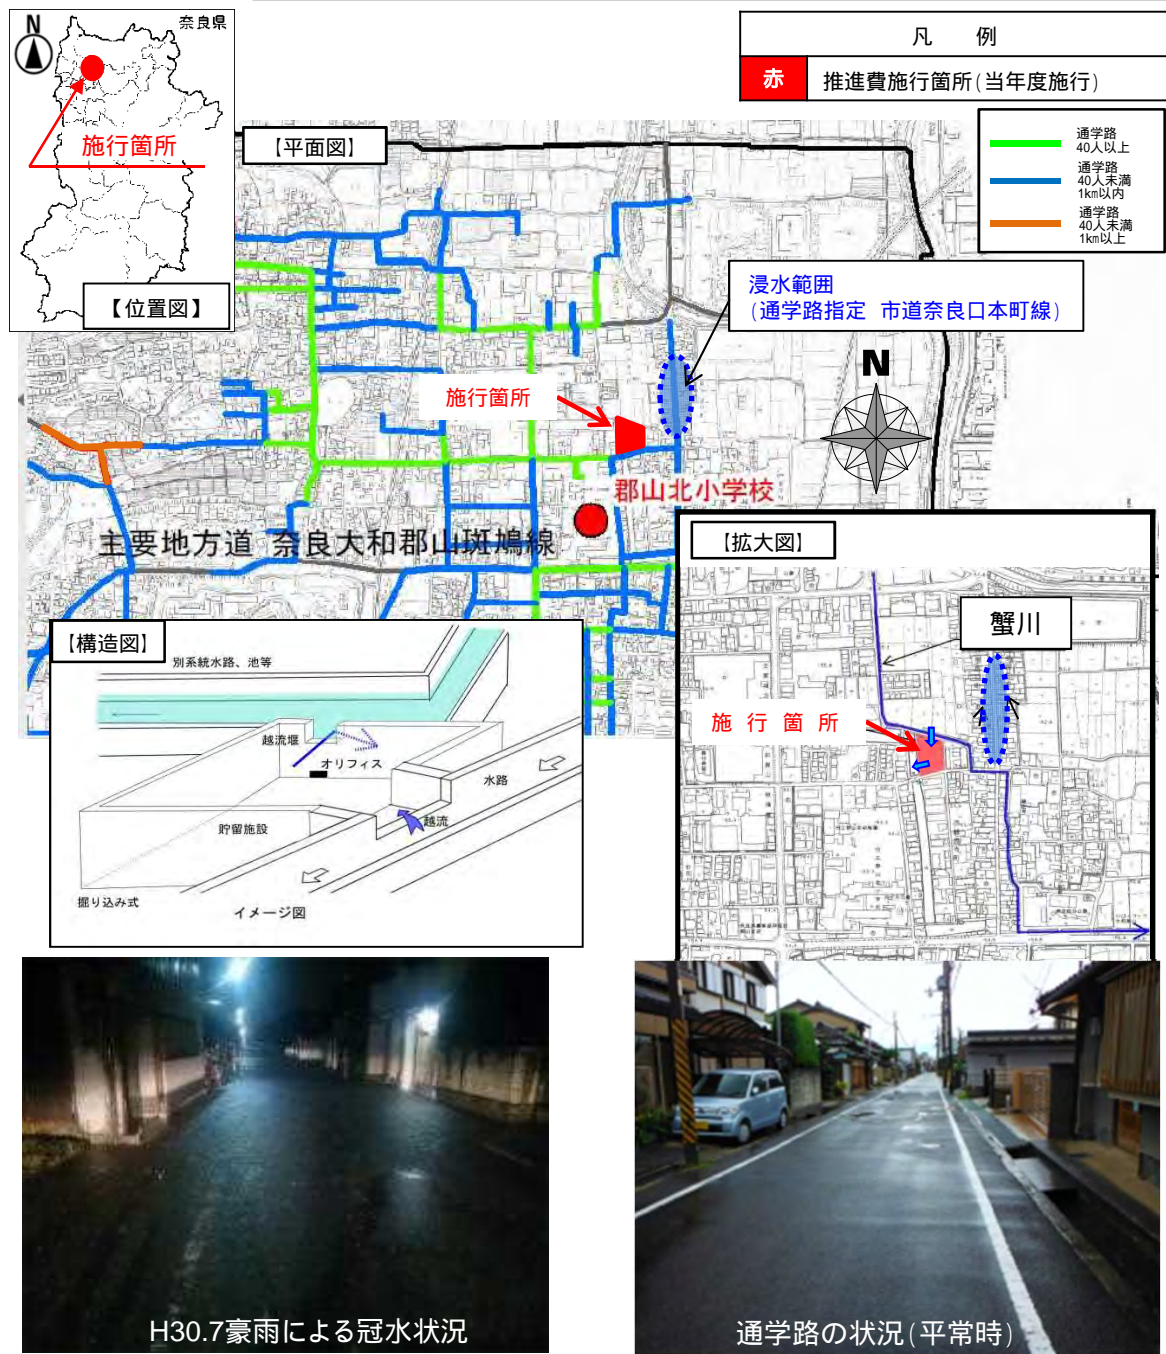 奈良県
N
施行箇所
【位置図】
凡　例
赤
推進費施行箇所(当年度施行)
【平面図】
通学路
40人以上
通学路
40人未満
1km以内
通学路
40人未満
1km以上
浸水範囲
(通学路指定 市道奈良口本町線)
N
施行箇所
郡山北小学校
主要地方道 奈良大和郡山斑鳩線
【拡大図】
蟹川
施行箇所
【構造図】
別系統水路、池等
越流堰
オリフィス
水路
貯留施設
越流
掘り込み式
イメージ図
H30.7豪雨による冠水状況
通学路の状況(平常時)